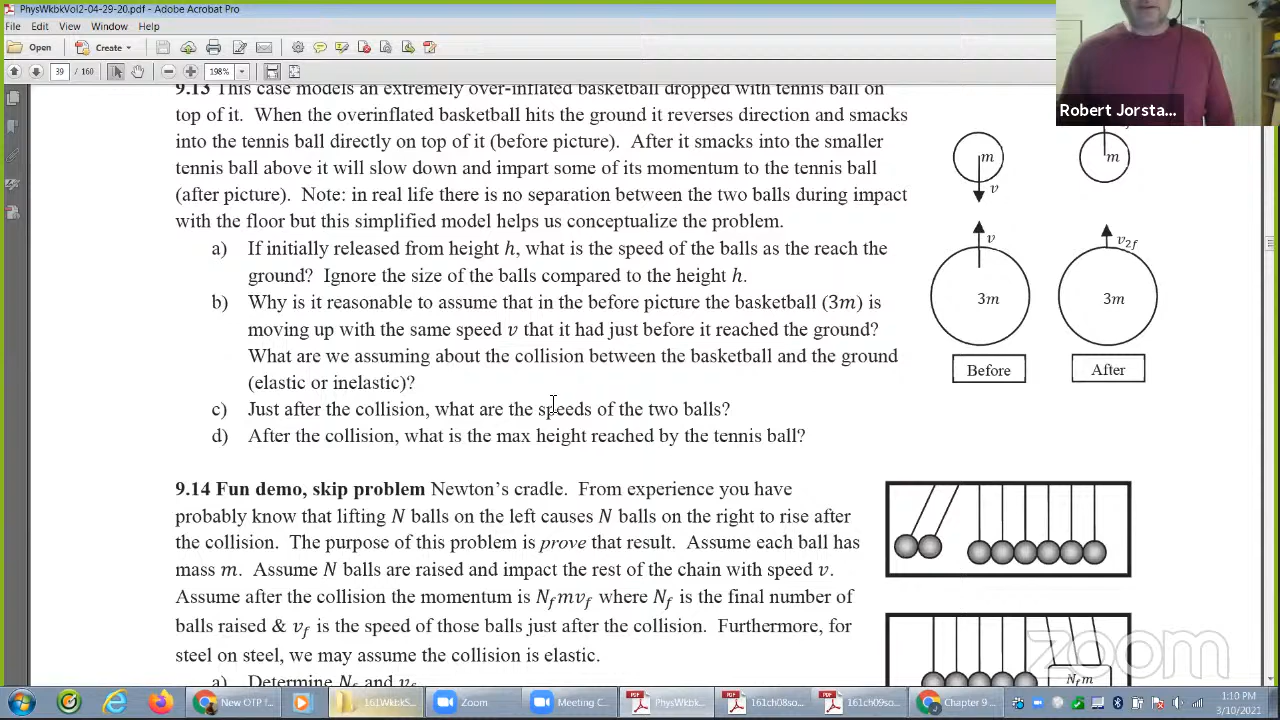 PhysWkbkVol2-04-29-20.pdf - Adobe Acrobat Pro
File Edit View Window Help
Open Create
39 / 160 198%
9.13 This case models an extremely over-inflated basketball dropped with tennis ball on
top of it. When the overinflated basketball hits the ground it reverses direction and smacks
into the tennis ball directly on top of it (before picture). After it smacks into the smaller
tennis ball above it will slow down and impart some of its momentum to the tennis ball
(after picture). Note: in real life there is no separation between the two balls during impact
with the floor but this simplified model helps us conceptualize the problem.
a) If initially released from height h, what is the speed of the balls as the reach the
ground? Ignore the size of the balls compared to the height h.
b) Why is it reasonable to assume that in the before picture the basketball (3m) is
moving up with the same speed v that it had just before it reached the ground?
What are we assuming about the collision between the basketball and the ground
(elastic or inelastic)?
c) Just after the collision, what are the speeds of the two balls?
d) After the collision, what is the max height reached by the tennis ball?
Robert Jorsta...
m m
v
v v2f
3m 3m
Before After
9.14 Fun demo, skip problem Newton's cradle. From experience you have
probably know that lifting N balls on the left causes N balls on the right to rise after
the collision. The purpose of this problem is prove that result. Assume each ball has
mass m. Assume N balls are raised and impact the rest of the chain with speed v.
Assume after the collision the momentum is Nfmvf where Nf is the final number of
balls raised & vf is the speed of those balls just after the collision. Furthermore, for
steel on steel, we may assume the collision is elastic.
a) Determine Nf and vf
Nfm
zoom
New OTP f... 161WkbkS... Zoom Meeting C... PhysWkbk... 161ch08so... 161ch09so... Chapter 9 ...
1:10 PM
3/10/2021